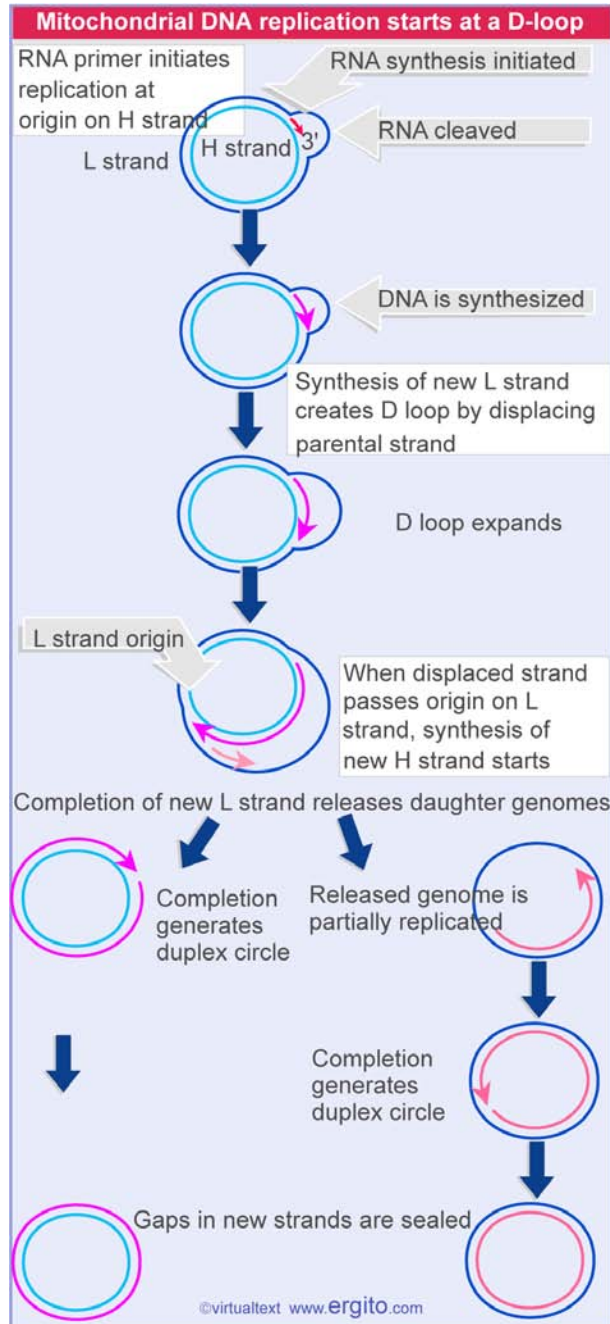 Mitochondrial DNA replication starts at a D-loop
RNA primer initiates
replication at
origin on H strand
RNA synthesis initiated
RNA cleaved
L strand
H strand
3'
DNA is synthesized
Synthesis of new L strand
creates D loop by displacing
parental strand
D loop expands
L strand origin
When displaced strand
passes origin on L
strand, synthesis of
new H strand starts
Completion of new L strand releases daughter genomes
Completion
generates
duplex circle
Released genome is
partially replicated
Completion
generates
duplex circle
Gaps in new strands are sealed
©virtualtext www.ergito.com